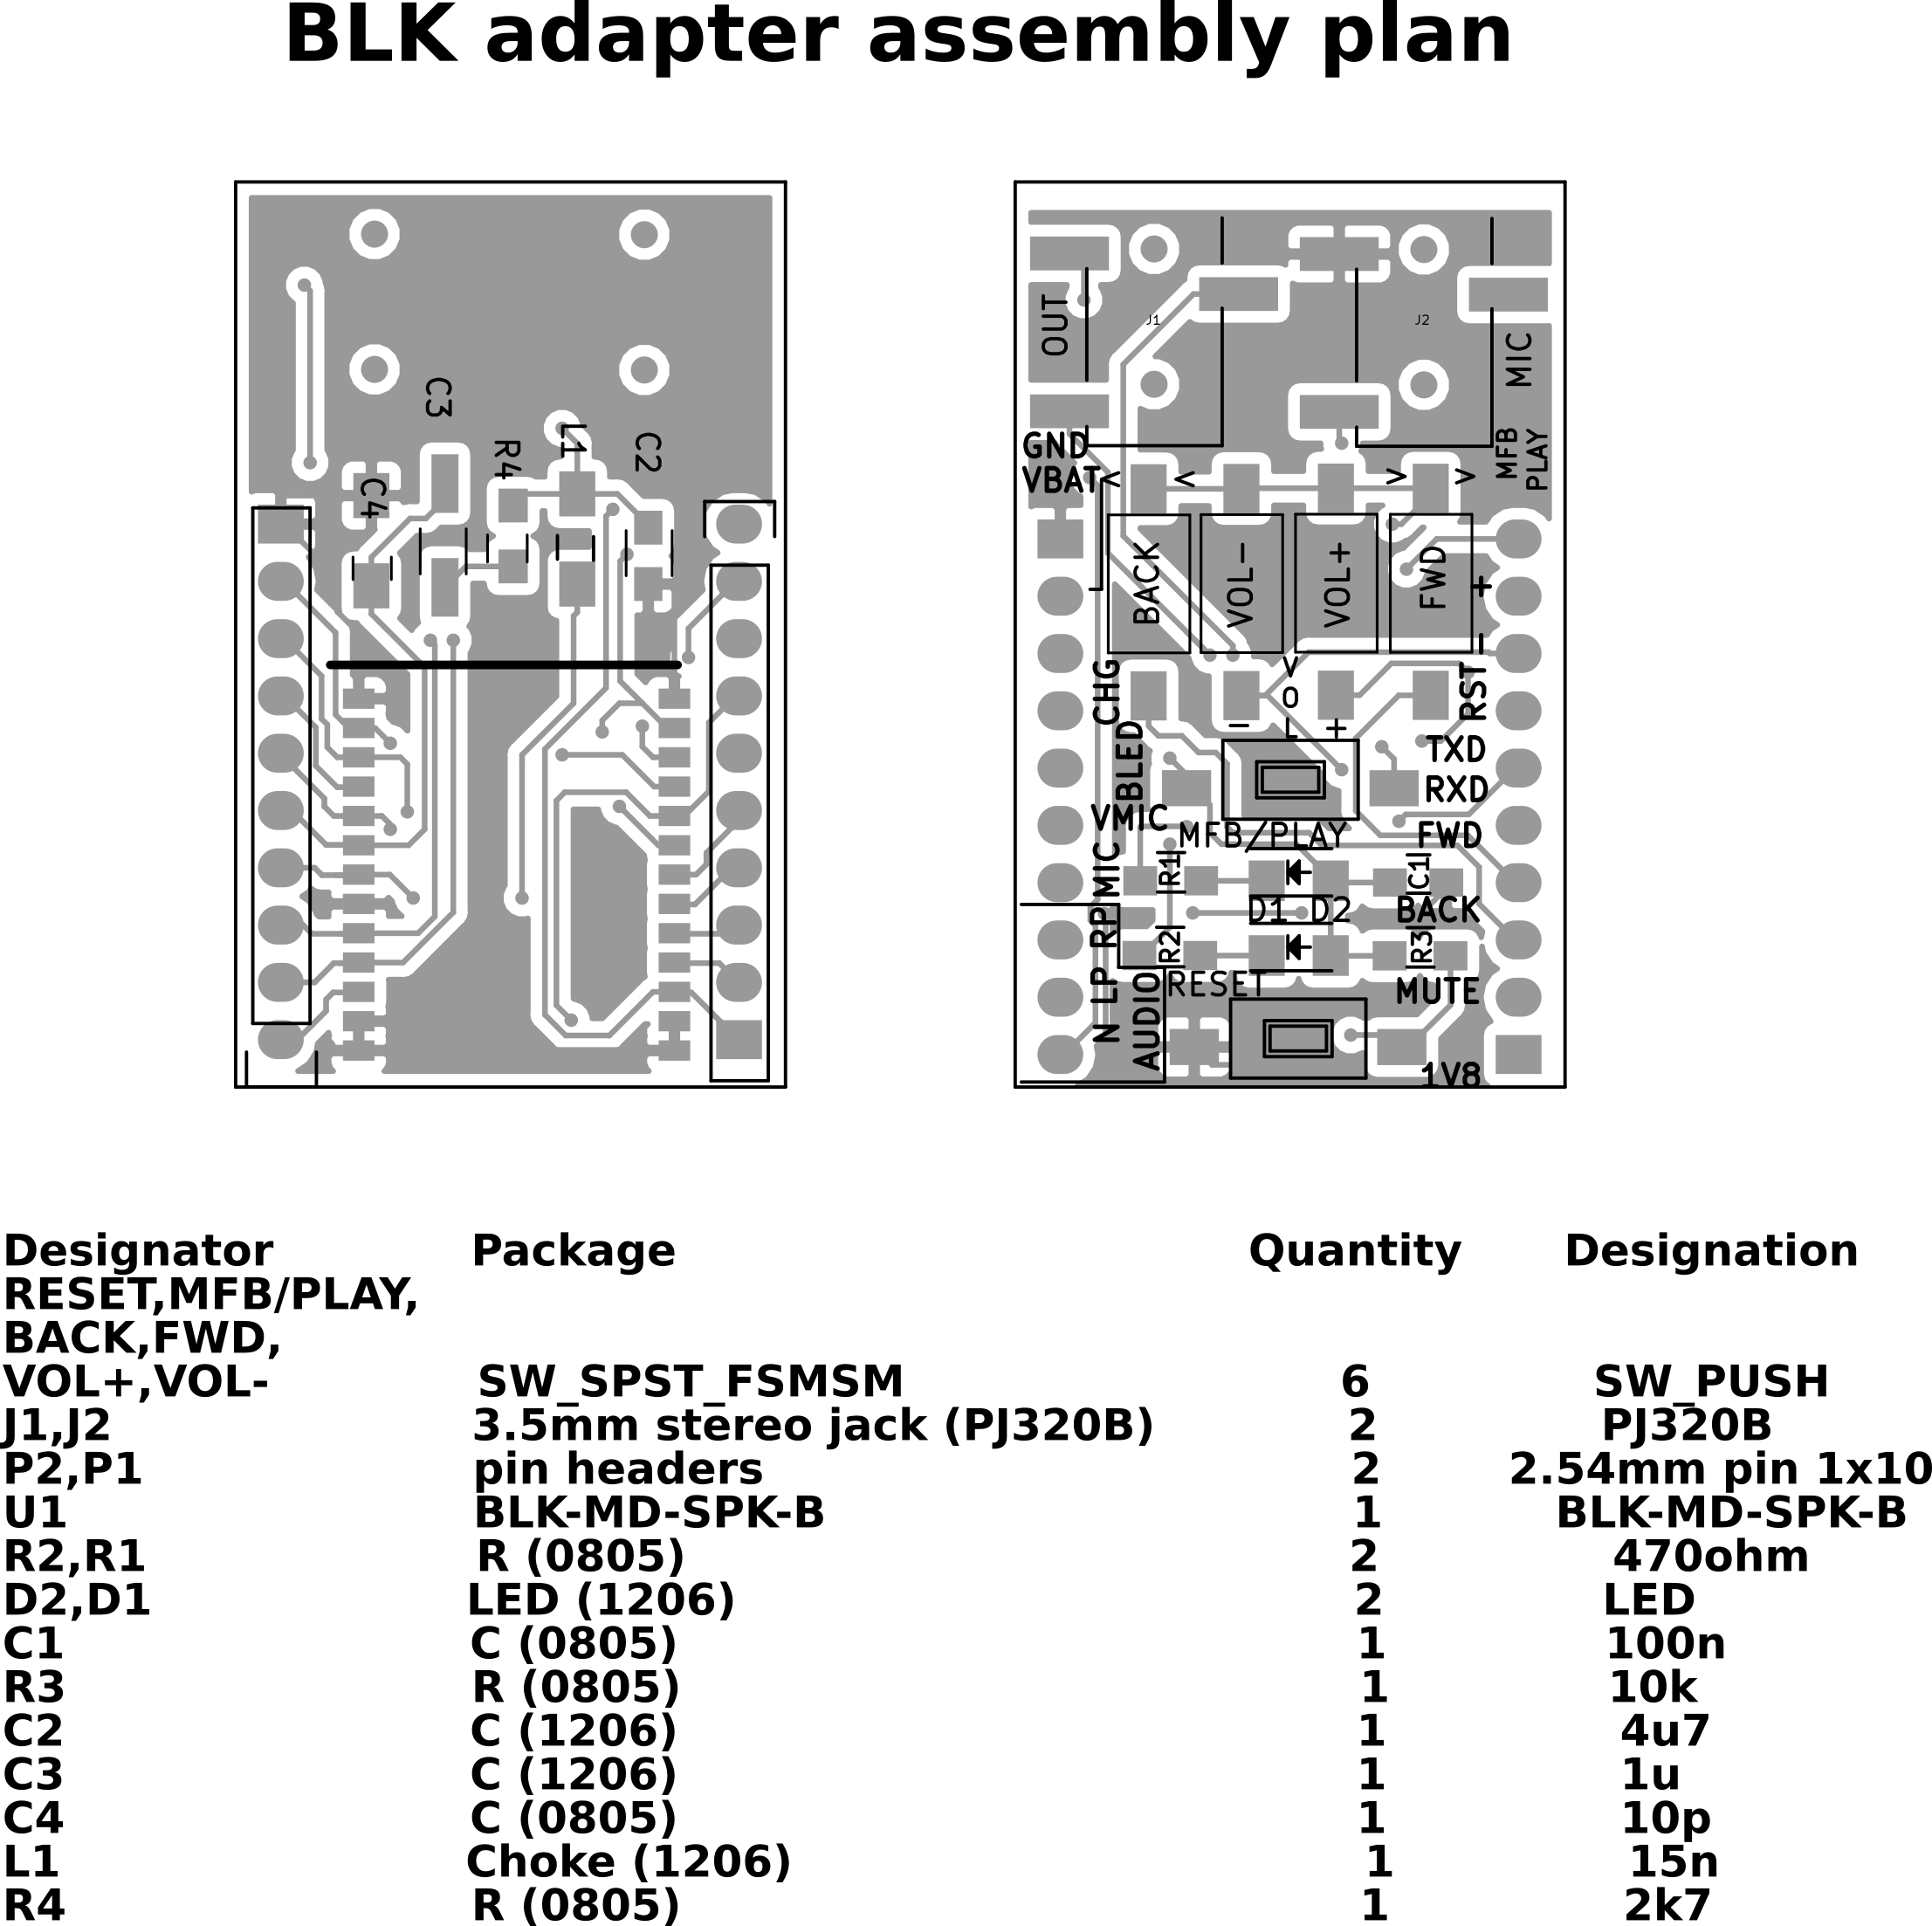 BLK adapter assembly plan
C3
R4
L1
C2
C4
OUT
J1
J2
MIC
MFB
PLAY
GND
VBAT
BACK
VOL-
VOL+
FWD
+
-
CHG
VOL
- +
RST
BLED
TXD
RXD
VMIC
MFB/PLAY
FWD
MIC
R1
C1
D1 D2
BACK
RP
R2
R3
LP
RESET
MUTE
N
AUDIO
1V8
Designator Package Quantity Designation
RESET,MFB/PLAY,
BACK,FWD,
VOL+,VOL- SW_SPST_FSMSM 6 SW_PUSH
J1,J2 3.5mm stereo jack (PJ320B) 2 PJ320B
P2,P1 pin headers 2 2.54mm pin 1x10
U1 BLK-MD-SPK-B 1 BLK-MD-SPK-B
R2,R1 R (0805) 2 470ohm
D2,D1 LED (1206) 2 LED
C1 C (0805) 1 100n
R3 R (0805) 1 10k
C2 C (1206) 1 4u7
C3 C (1206) 1 1u
C4 C (0805) 1 10p
L1 Choke (1206) 1 15n
R4 R (0805) 1 2k7